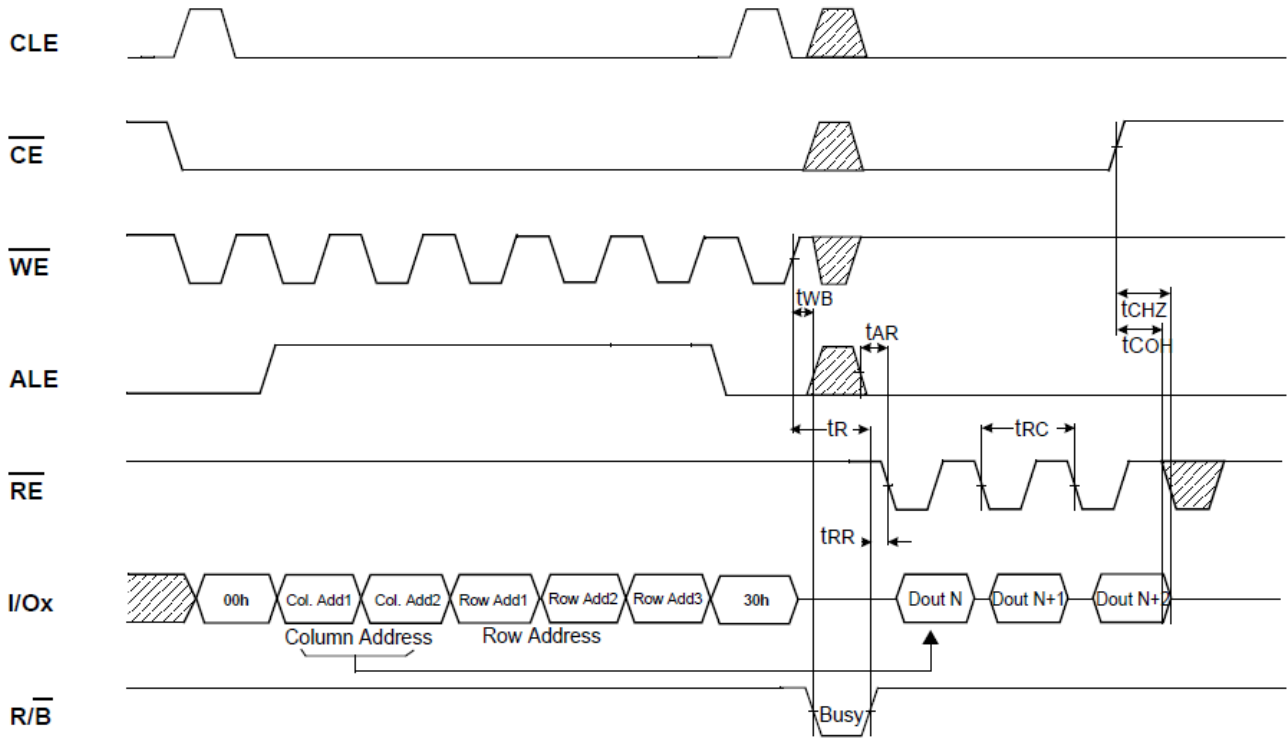 CLE
CE
WE
tWB
tCHZ
tAR
tCOH
ALE
tR
tRC
RE
tRR
I/Ox
00h
Col. Add1
Col. Add2
Row Add1
Row Add2
Row Add3
30h
Dout N
Dout N+1
Dout N+2
Column Address
Row Address
R/B
Busy